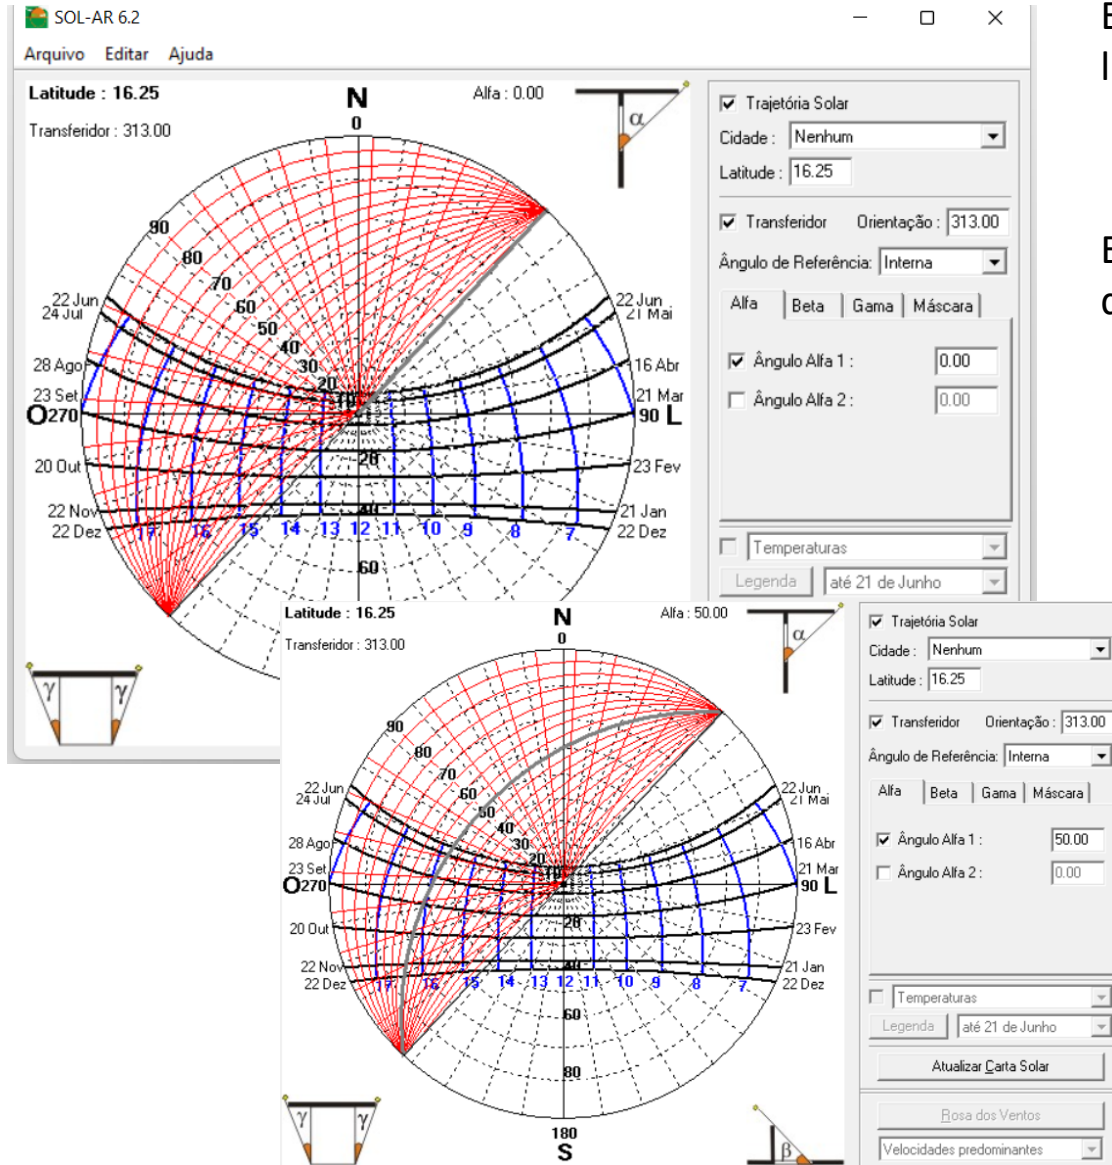 SOL-AR 6.2
Arquivo Editar Ajuda
Latitude : 16.25
N
Alfa : 0.00
Transferidor : 313.00
0
α
90
80
70
60
50
40
30
20
10
22 Jun
24 Jul
28 Ago
23 Set
O 270
20 Out
22 Nov
22 Dez
22 Jun
21 Mai
16 Abr
21 Mar
90 L
23 Fev
21 Jan
22 Dez
20
40
17 16 15 14 13 12 11 10 9 8 7
60
γ γ
Trajetória Solar
Cidade : Nenhum
Latitude : 16.25
Transferidor Orientação : 313.00
Ângulo de Referência: Interna
Alfa Beta Gama Máscara
Ângulo Alfa 1 : 0.00
Ângulo Alfa 2 : 0.00
Temperaturas
Legenda até 21 de Junho
Latitude : 16.25
N
Alfa : 50.00
Transferidor : 313.00
0
α
90
80
70
60
50
40
30
20
10
22 Jun
24 Jul
28 Ago
23 Set
O 270
20 Out
22 Nov
22 Dez
22 Jun
21 Mai
16 Abr
21 Mar
90 L
23 Fev
21 Jan
22 Dez
20
40
17 16 15 14 13 12 11 10 9 8 7
60
80
180
S
γ γ
β
Trajetória Solar
Cidade : Nenhum
Latitude : 16.25
Transferidor Orientação : 313.00
Ângulo de Referência: Interna
Alfa Beta Gama Máscara
Ângulo Alfa 1 : 50.00
Ângulo Alfa 2 : 0.00
Temperaturas
Legenda até 21 de Junho
Atualizar Carta Solar
Rosa dos Ventos
Velocidades predominantes